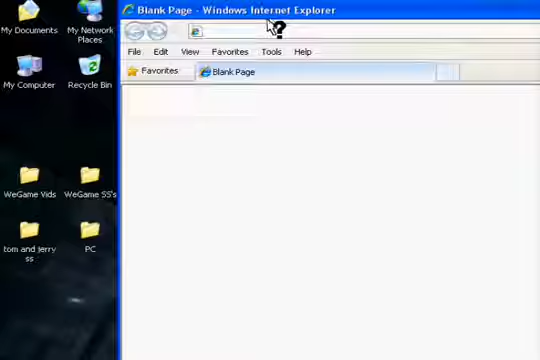 Blank Page - Windows Internet Explorer
My Documents
My Network
Places
File Edit View Favorites Tools Help
Favorites
Blank Page
My Computer
Recycle Bin
WeGame Vids
WeGame SS's
tom and jerry
ss
PC